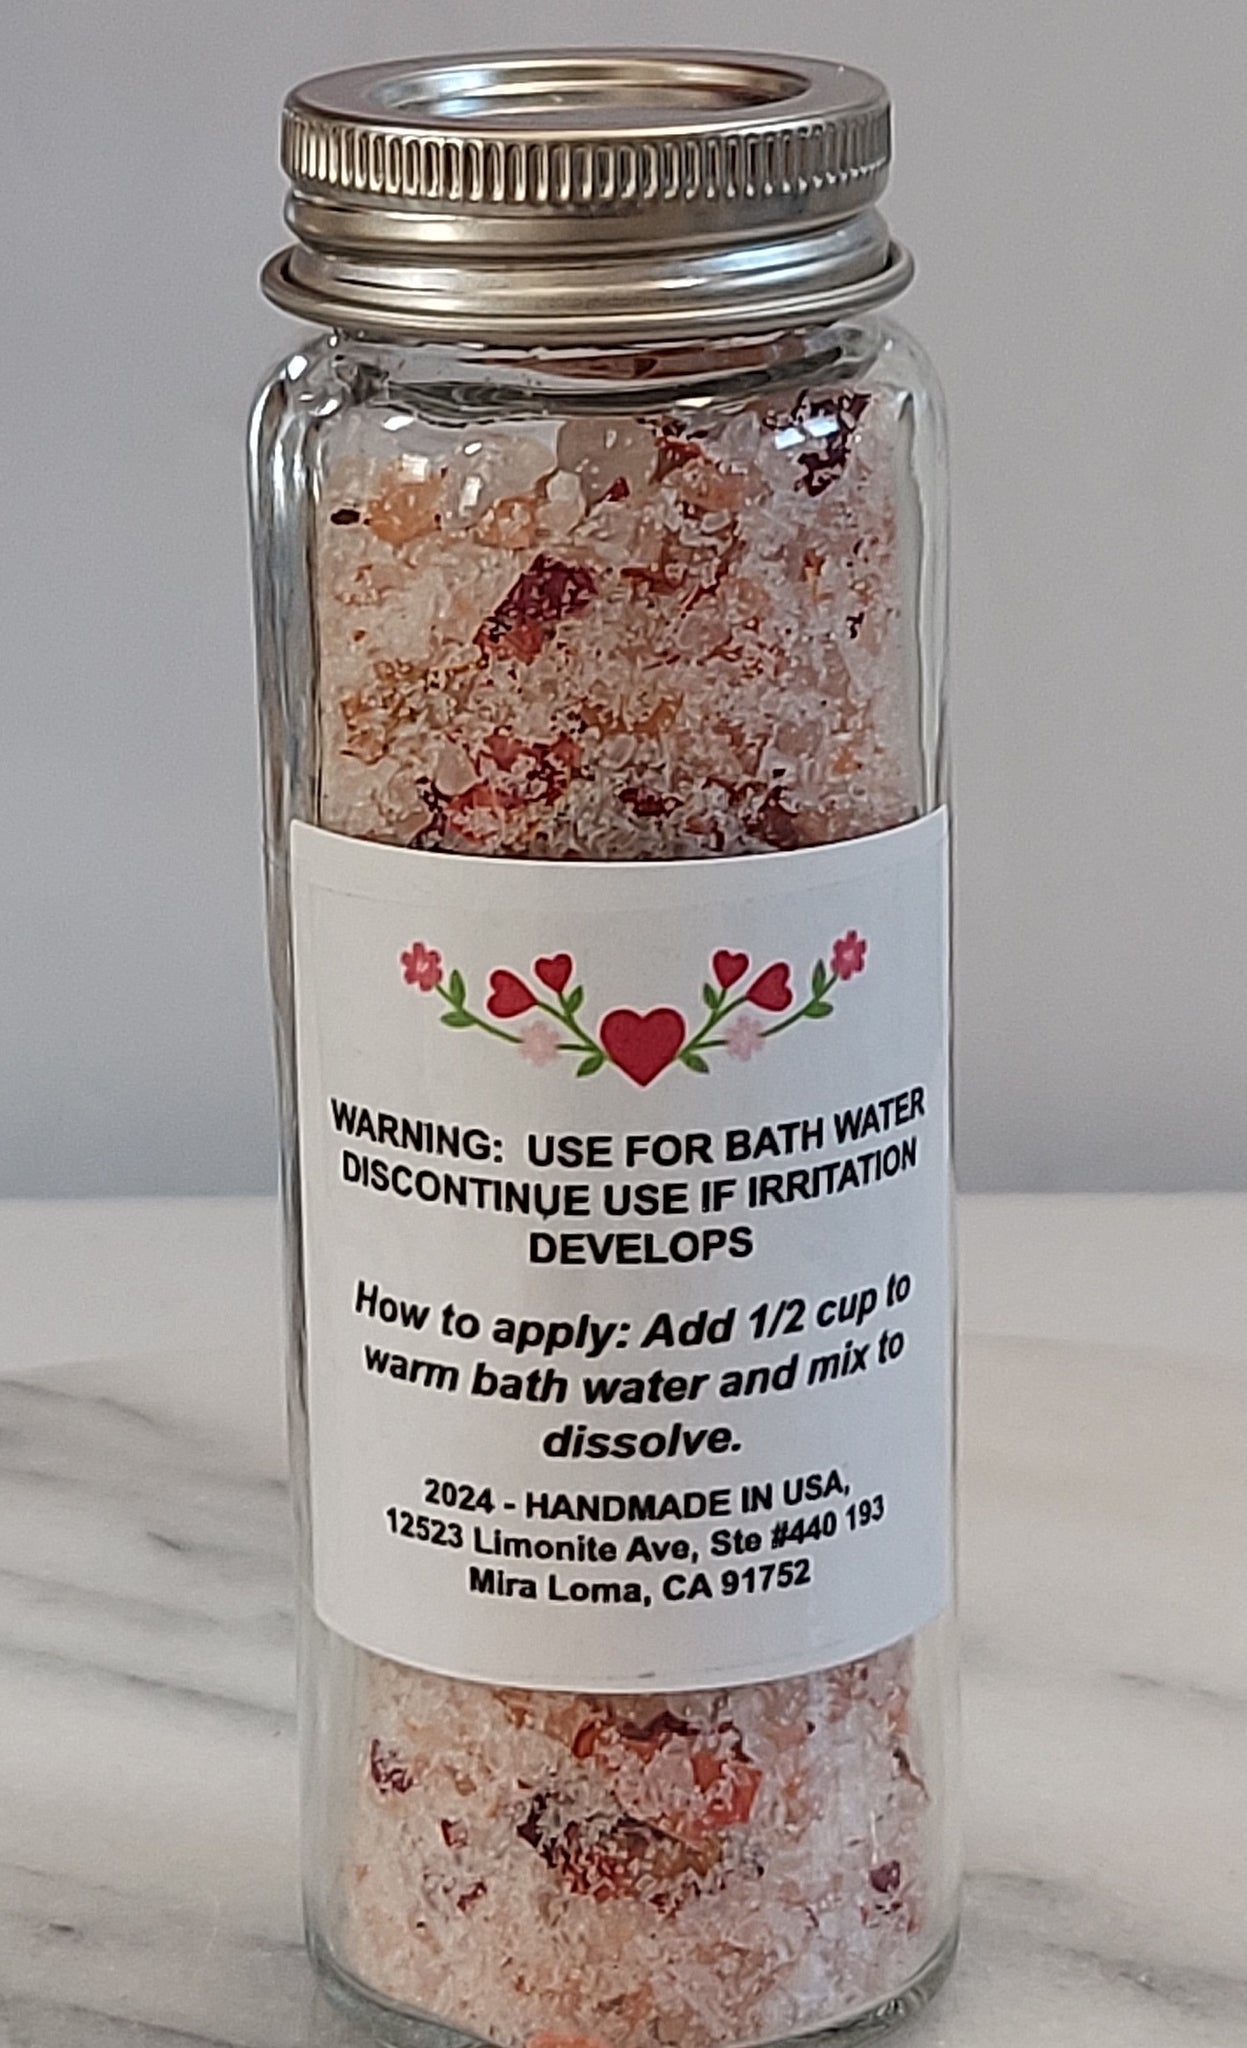 WARNING: USE FOR BATH WATER
DISCONTINUE USE IF IRRITATION
DEVELOPS
How to apply: Add 1/2 cup to
warm bath water and mix to
dissolve.
2024 - HANDMADE IN USA,
12523 Limonite Ave, Ste #440 193
Mira Loma, CA 91752